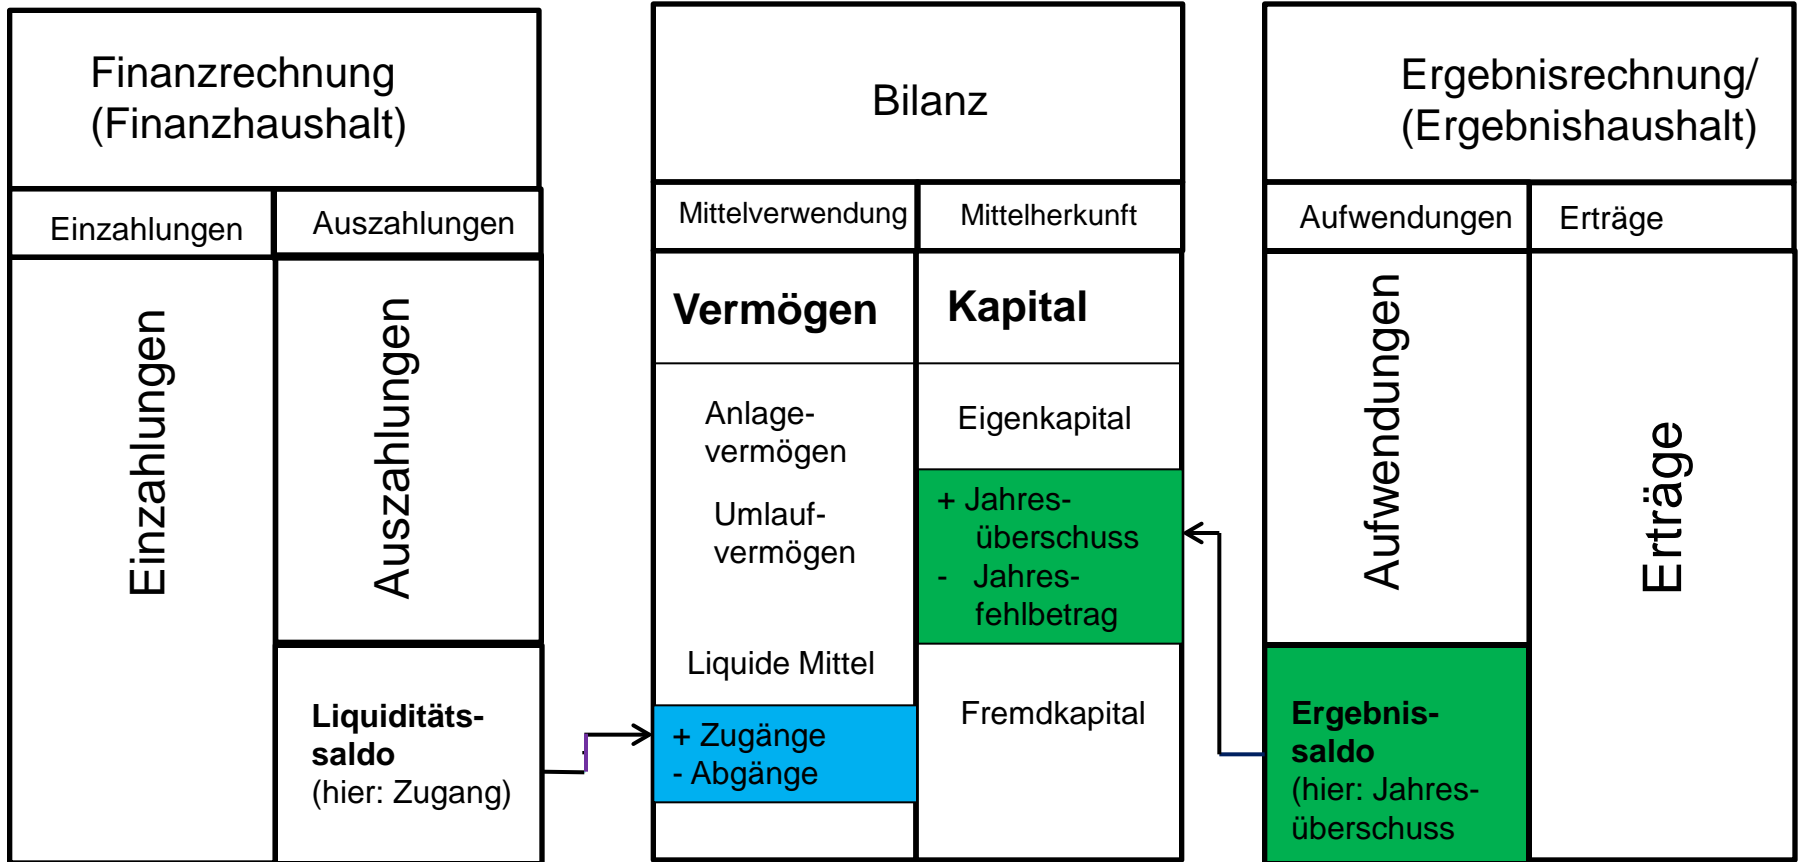 Finanzrechnung
(Finanzhaushalt)
Einzahlungen
Auszahlungen
Einzahlungen
Auszahlungen
Liquiditäts-
saldo
(hier: Zugang)
Bilanz
Mittelverwendung
Mittelherkunft
Vermögen
Kapital
Anlage-
vermögen
Umlauf-
vermögen
Liquide Mittel
+ Zugänge
- Abgänge
Eigenkapital
+ Jahres-
überschuss
- Jahres-
fehlbetrag
Fremdkapital
Ergebnisrechnung/
(Ergebnishaushalt)
Aufwendungen
Erträge
Aufwendungen
Erträge
Ergebnis-
saldo
(hier: Jahres-
überschuss